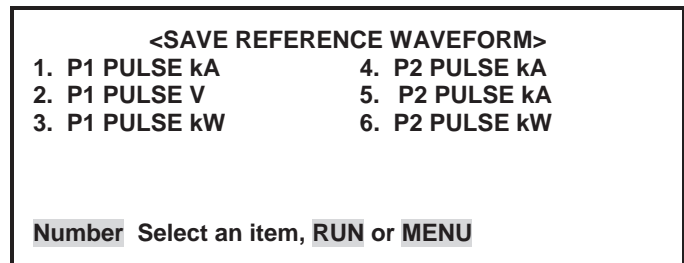 <SAVE REFERENCE WAVEFORM>
1. P1 PULSE kA 4. P2 PULSE kA
2. P1 PULSE V 5. P2 PULSE kA
3. P1 PULSE kW 6. P2 PULSE kW
Number Select an item, RUN or MENU